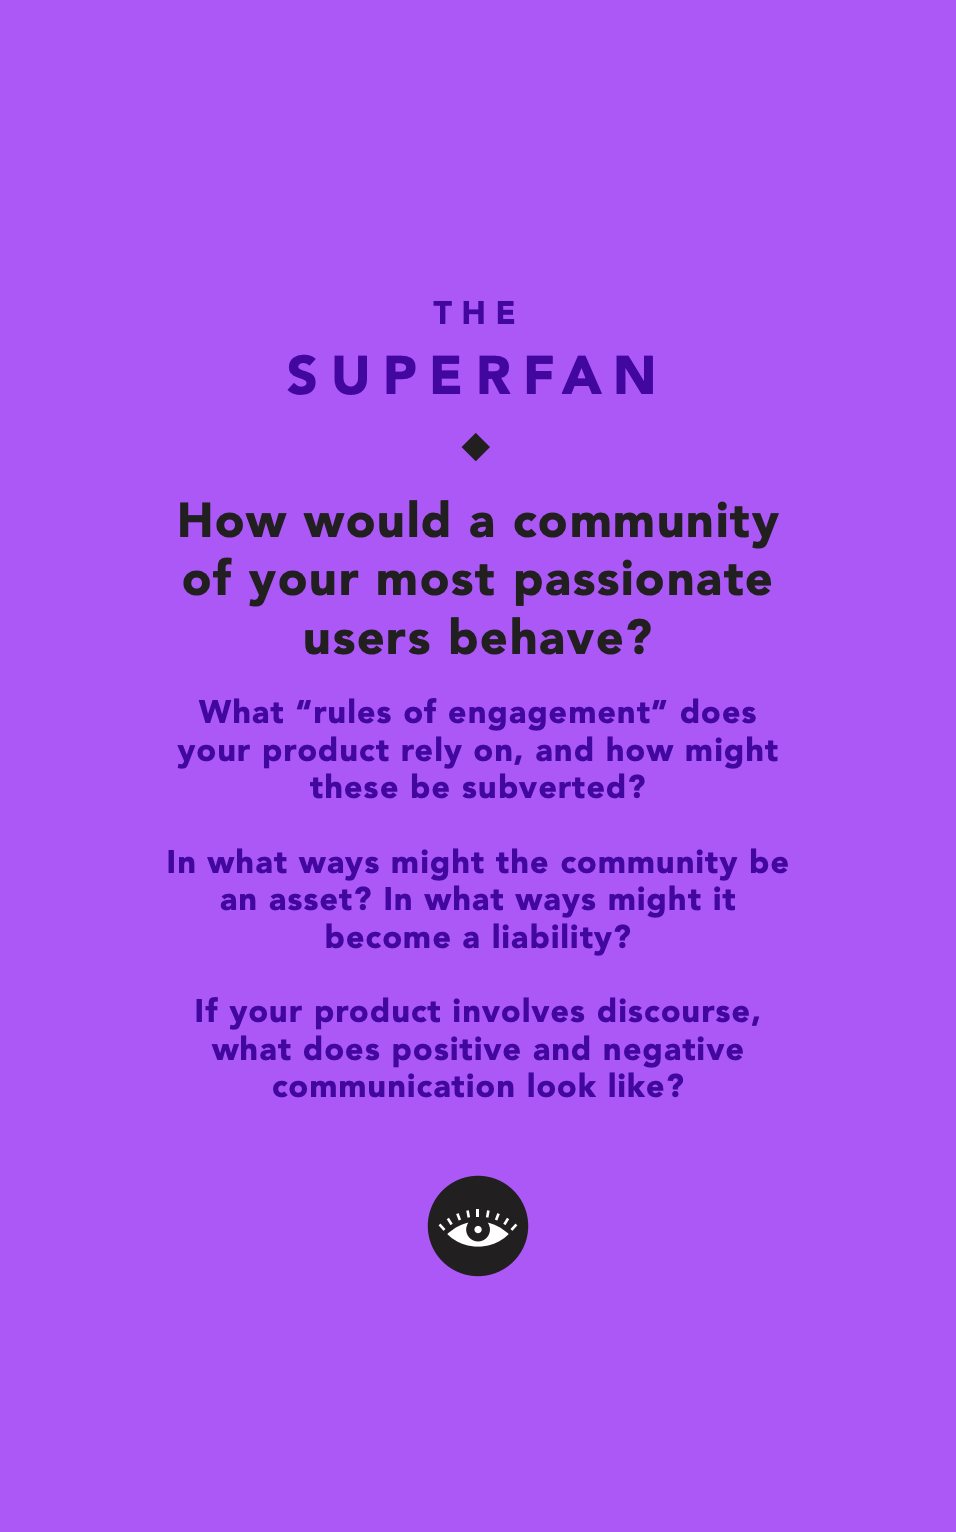 THE
SUPERFAN
How would a community
of your most passionate
users behave?
What “rules of engagement” does
your product rely on, and how might
these be subverted?
In what ways might the community be
an asset? In what ways might it
become a liability?
If your product involves discourse,
what does positive and negative
communication look like?